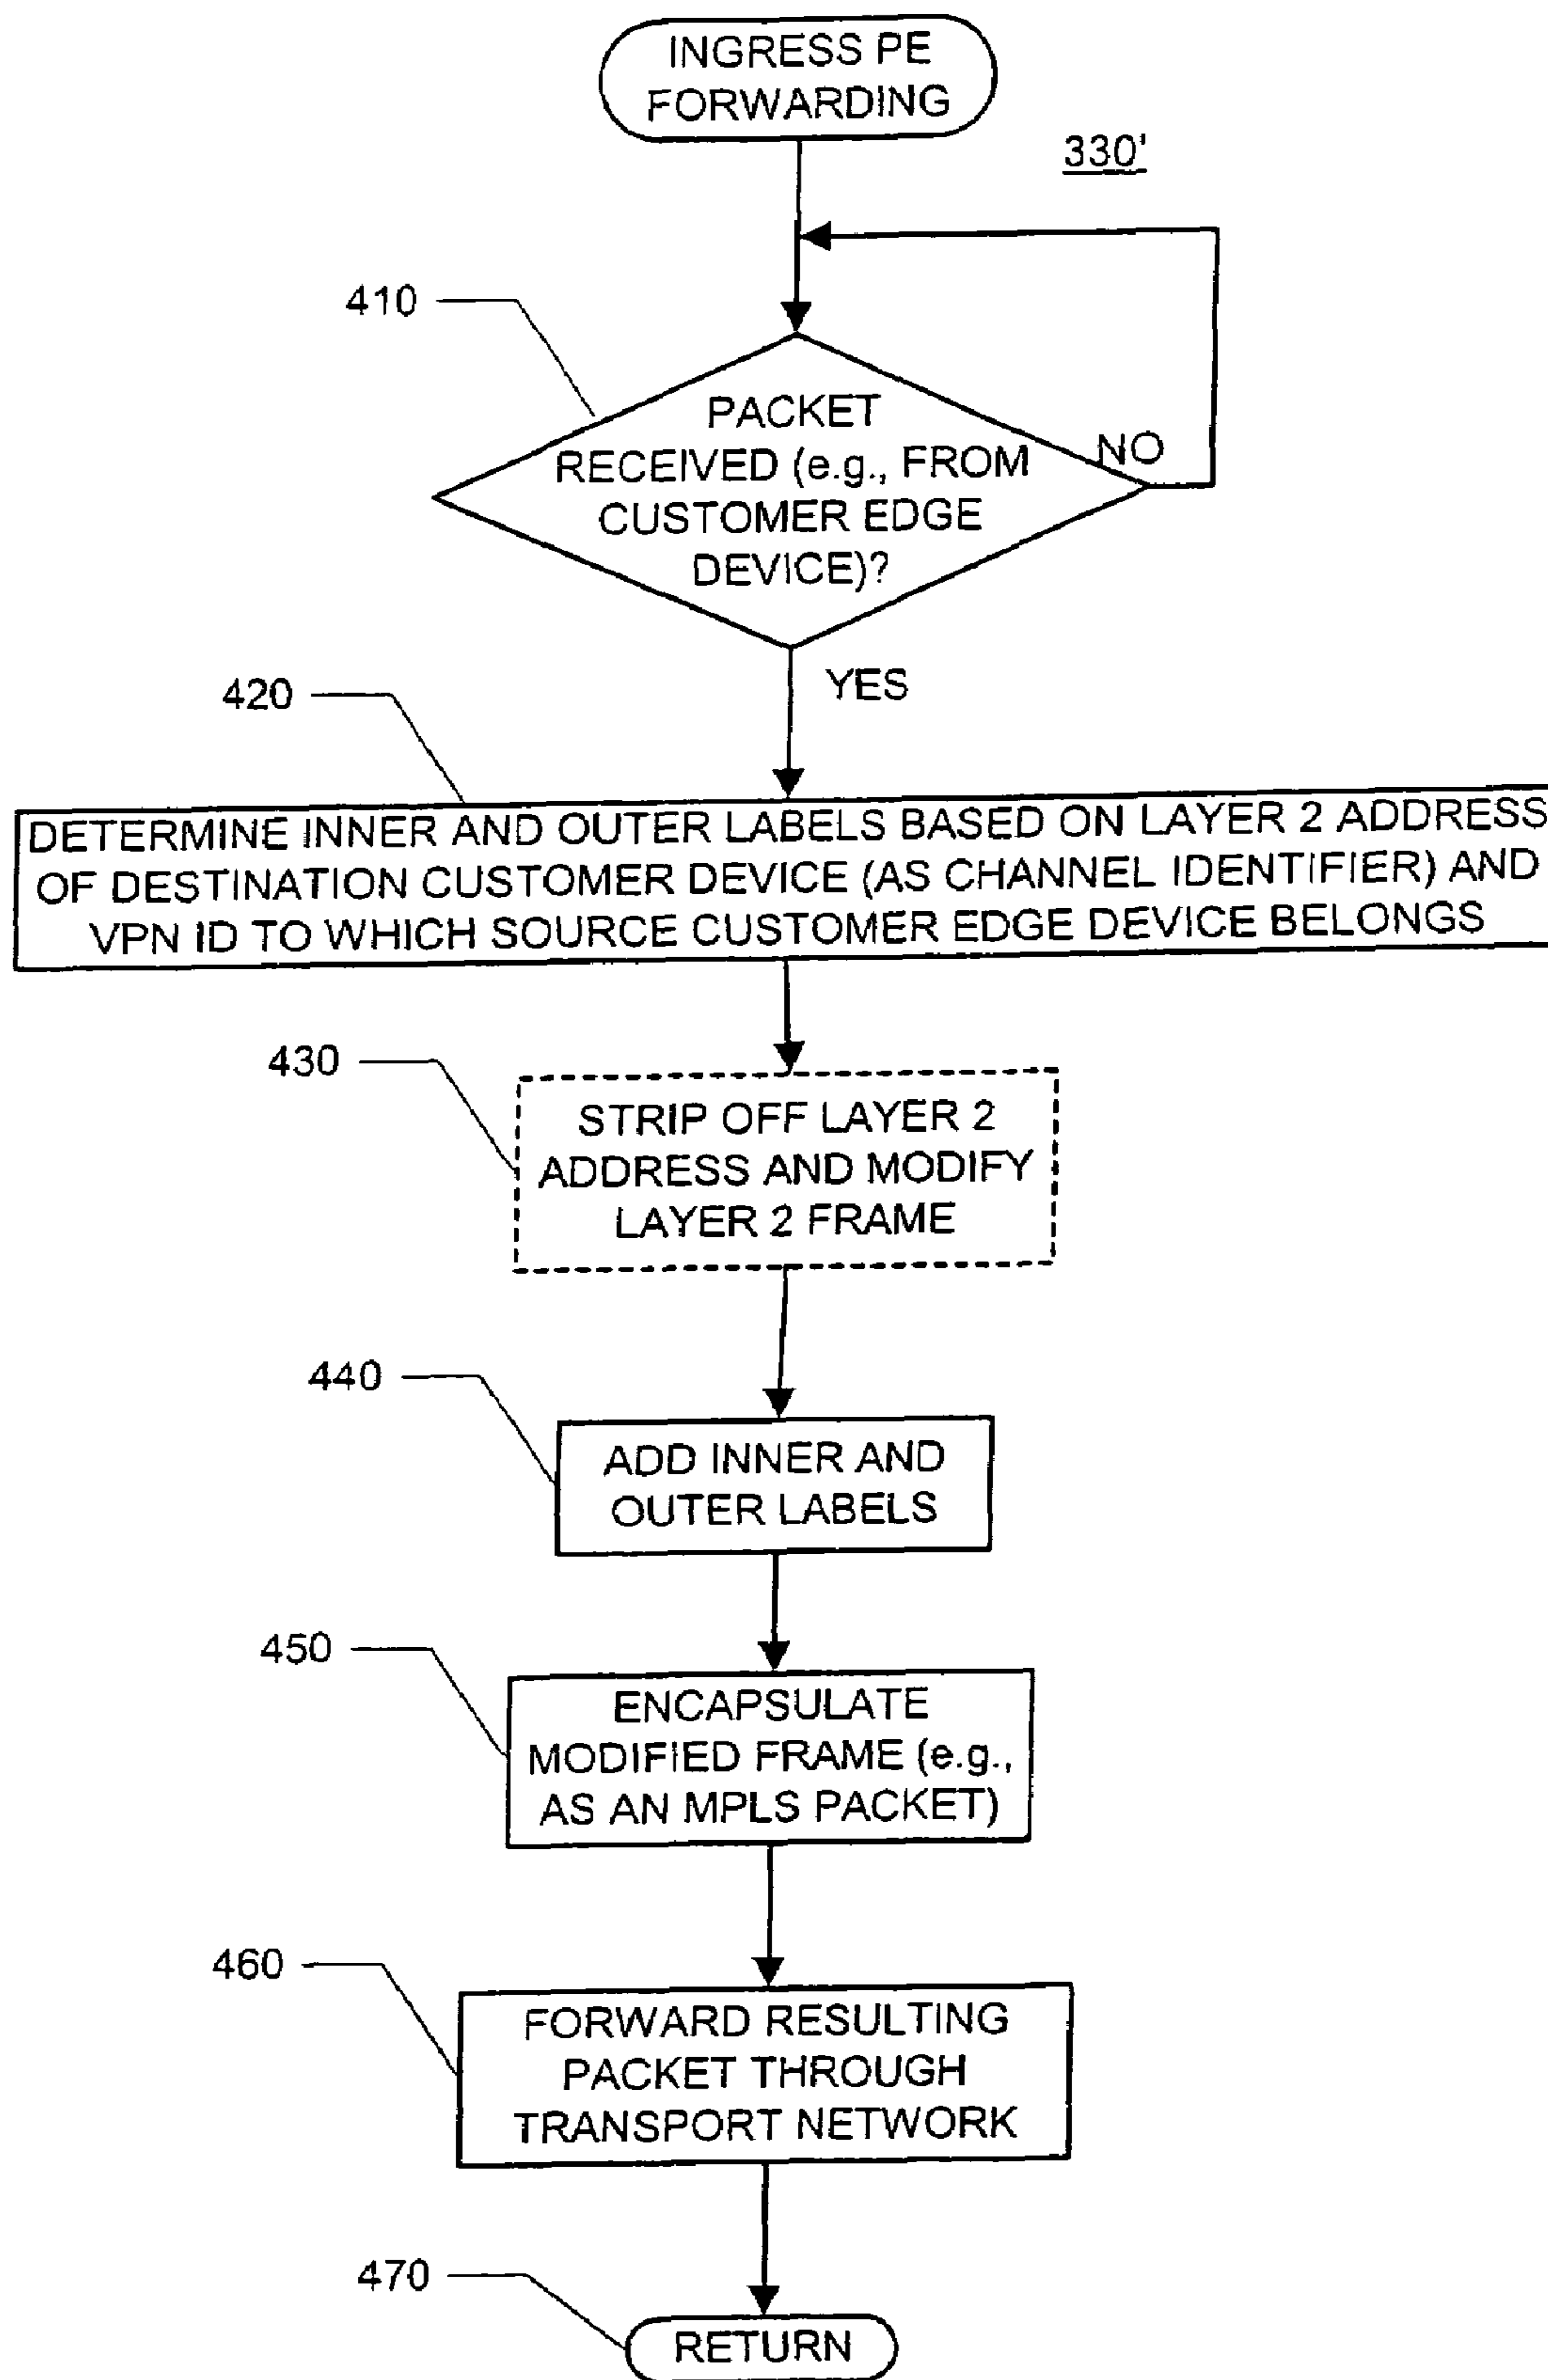 INGRESS PE
FORWARDING
330'
410
PACKET
RECEIVED (e.g., FROM
CUSTOMER EDGE
DEVICE)?
NO
YES
420
DETERMINE INNER AND OUTER LABELS BASED ON LAYER 2 ADDRESS
OF DESTINATION CUSTOMER DEVICE (AS CHANNEL IDENTIFIER) AND
VPN ID TO WHICH SOURCE CUSTOMER EDGE DEVICE BELONGS
430
STRIP OFF LAYER 2
ADDRESS AND MODIFY
LAYER 2 FRAME
440
ADD INNER AND
OUTER LABELS
450
ENCAPSULATE
MODIFIED FRAME (e.g.,
AS AN MPLS PACKET)
460
FORWARD RESULTING
PACKET THROUGH
TRANSPORT NETWORK
470
RETURN